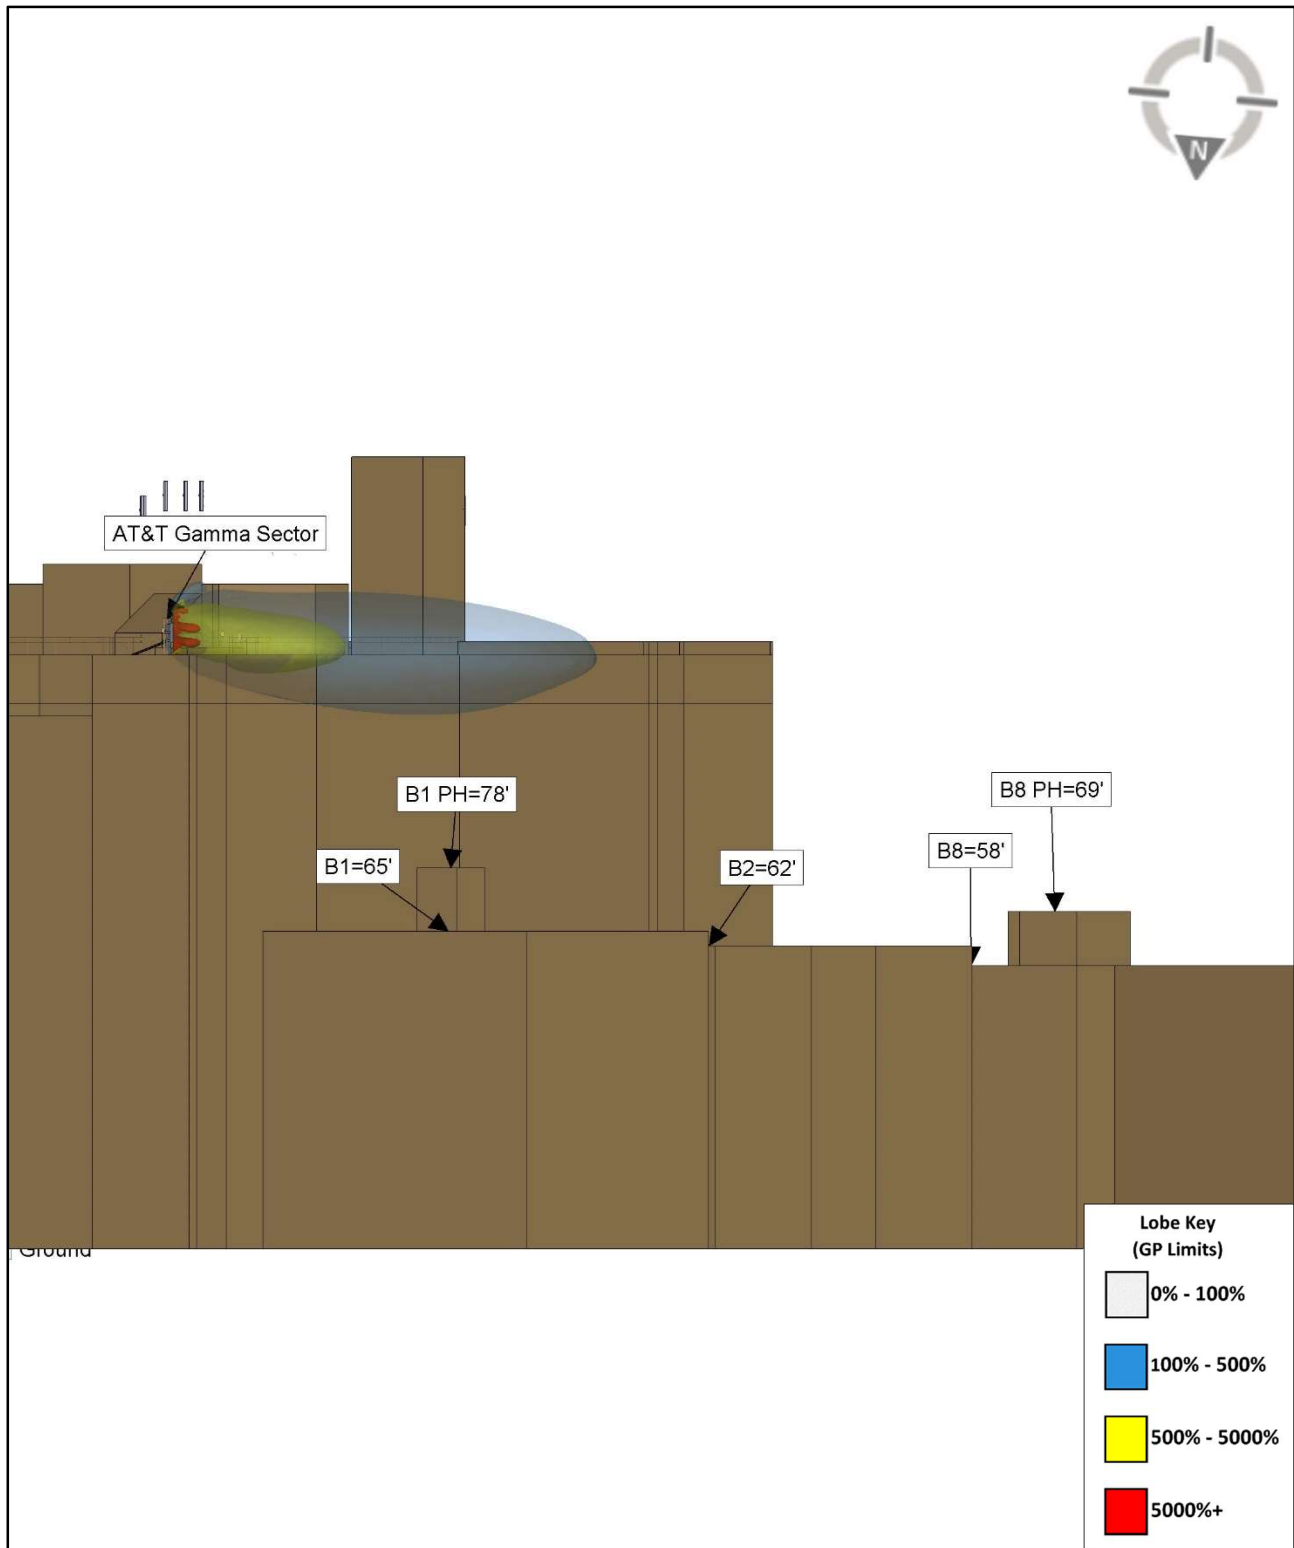 N
AT&T Gamma Sector
B1 PH=78'
B8 PH=69'
B1=65'
B2=62'
B8=58'
Ground
Lobe Key
(GP Limits)
0% - 100%
100% - 500%
500% - 5000%
5000%+